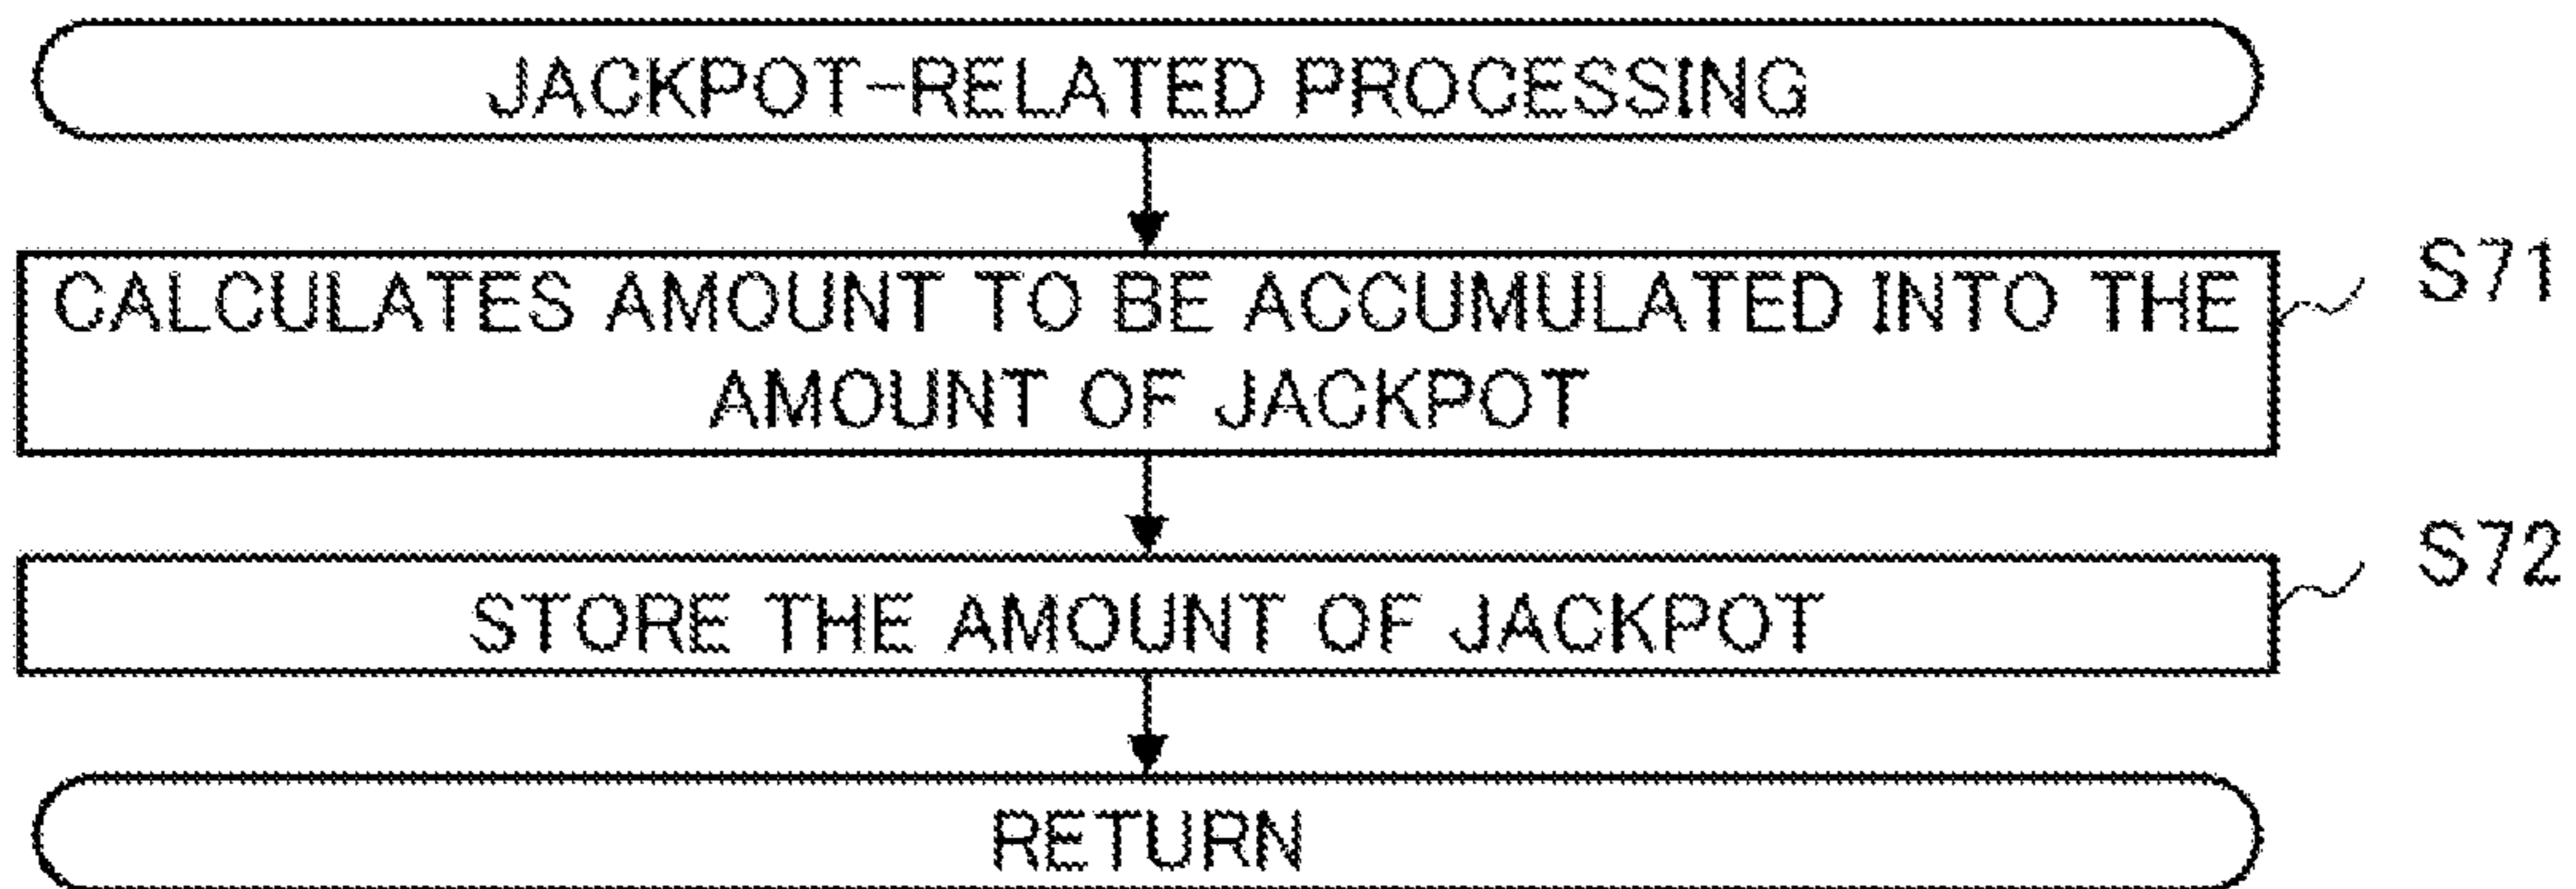 JACKPOT-RELATED PROCESSING
CALCULATES AMOUNT TO BE ACCUMULATED INTO THE
AMOUNT OF JACKPOT
S71
STORE THE AMOUNT OF JACKPOT
S72
RETURN